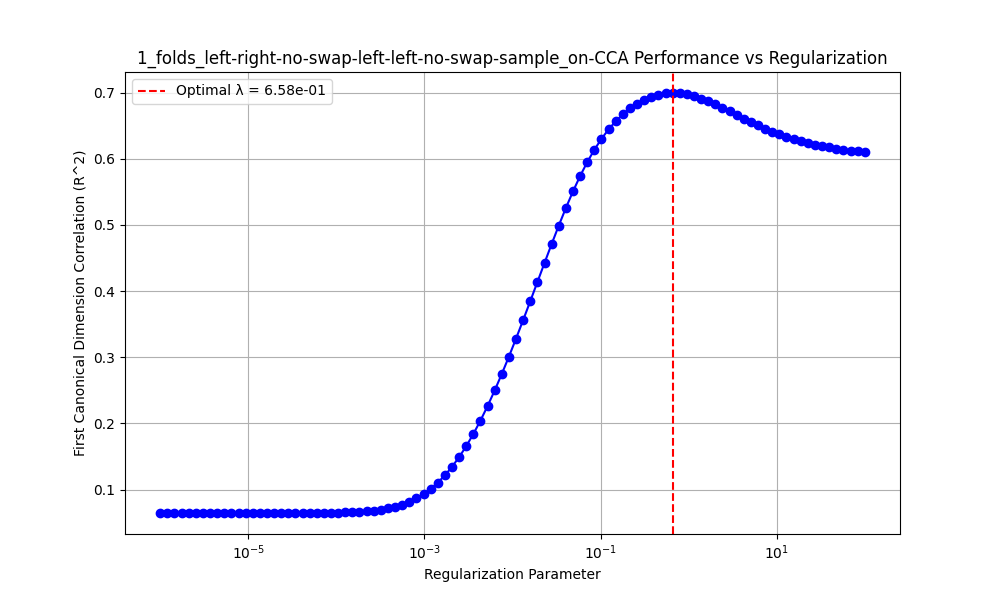 1_folds_left-right-no-swap-left-left-no-swap-sample_on-CCA Performance vs Regularization
Optimal λ = 6.58e-01
First Canonical Dimension Correlation (R^2)
0.7
0.6
0.5
0.4
0.3
0.2
0.1
10⁻⁵
10⁻³
10⁻¹
10¹
Regularization Parameter